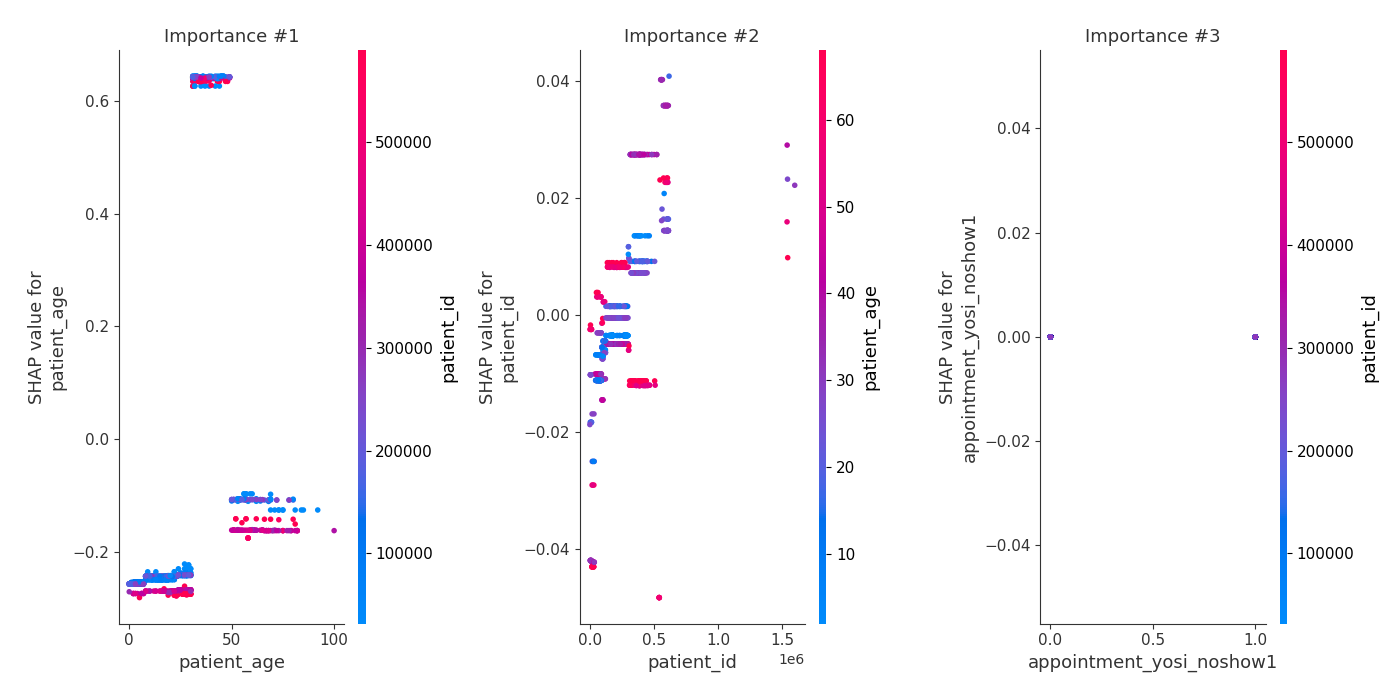 Importance #1
0.6
0.4
0.2
0.0
−0.2
SHAP value for
patient_age
0
50
100
patient_age
500000
400000
300000
200000
100000
patient_id
Importance #2
0.04
0.02
0.00
−0.02
−0.04
SHAP value for
patient_id
0.0
0.5
1.0
1.5
1e6
patient_id
60
50
40
30
20
10
patient_age
Importance #3
0.04
0.02
0.00
−0.02
−0.04
SHAP value for
appointment_yosi_noshow1
0.0
0.5
1.0
appointment_yosi_noshow1
500000
400000
300000
200000
100000
patient_id